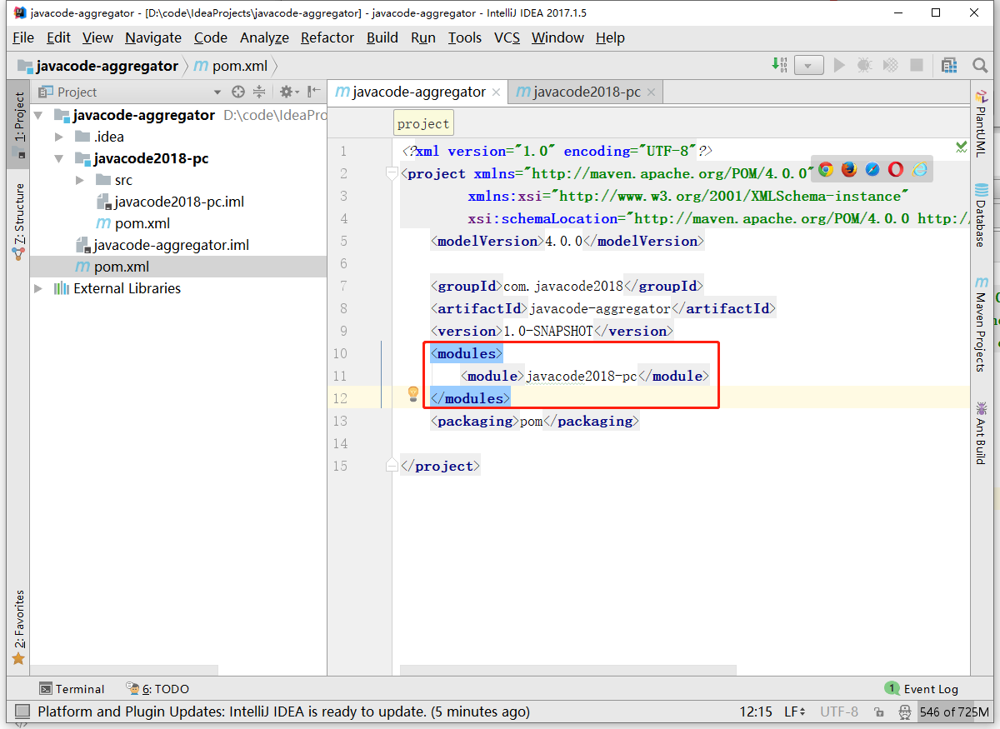 javacode-aggregator - [D:\code\IdeaProjects\javacode-aggregator] - javacode-aggregator - IntelliJ IDEA 2017.1.5
File Edit View Navigate Code Analyze Refactor Build Run Tools VCS Window Help
javacode-aggregator pom.xml
1: Project
Z: Structure
2: Favorites
Project
javacode-aggregator D:\code\IdeaPro
.idea
javacode2018-pc
src
javacode2018-pc.iml
pom.xml
javacode-aggregator.iml
pom.xml
External Libraries
javacode-aggregator javacode2018-pc
project
1 <?xml version="1.0" encoding="UTF-8"?>
2 <project xmlns="http://maven.apache.org/POM/4.0.0"
3 xmlns:xsi="http://www.w3.org/2001/XMLSchema-instance"
4 xsi:schemaLocation="http://maven.apache.org/POM/4.0.0 http:/
5 <modelVersion>4.0.0</modelVersion>
6
7 <groupId>com.javacode2018</groupId>
8 <artifactId>javacode-aggregator</artifactId>
9 <version>1.0-SNAPSHOT</version>
10 <modules>
11 <module>javacode2018-pc</module>
12 </modules>
13 <packaging>pom</packaging>
14
15 </project>
PlantUML
Database
Maven Projects
Ant Build
Terminal 6: TODO 1 Event Log
Platform and Plugin Updates: IntelliJ IDEA is ready to update. (5 minutes ago) 12:15 LF UTF-8 546 of 725M